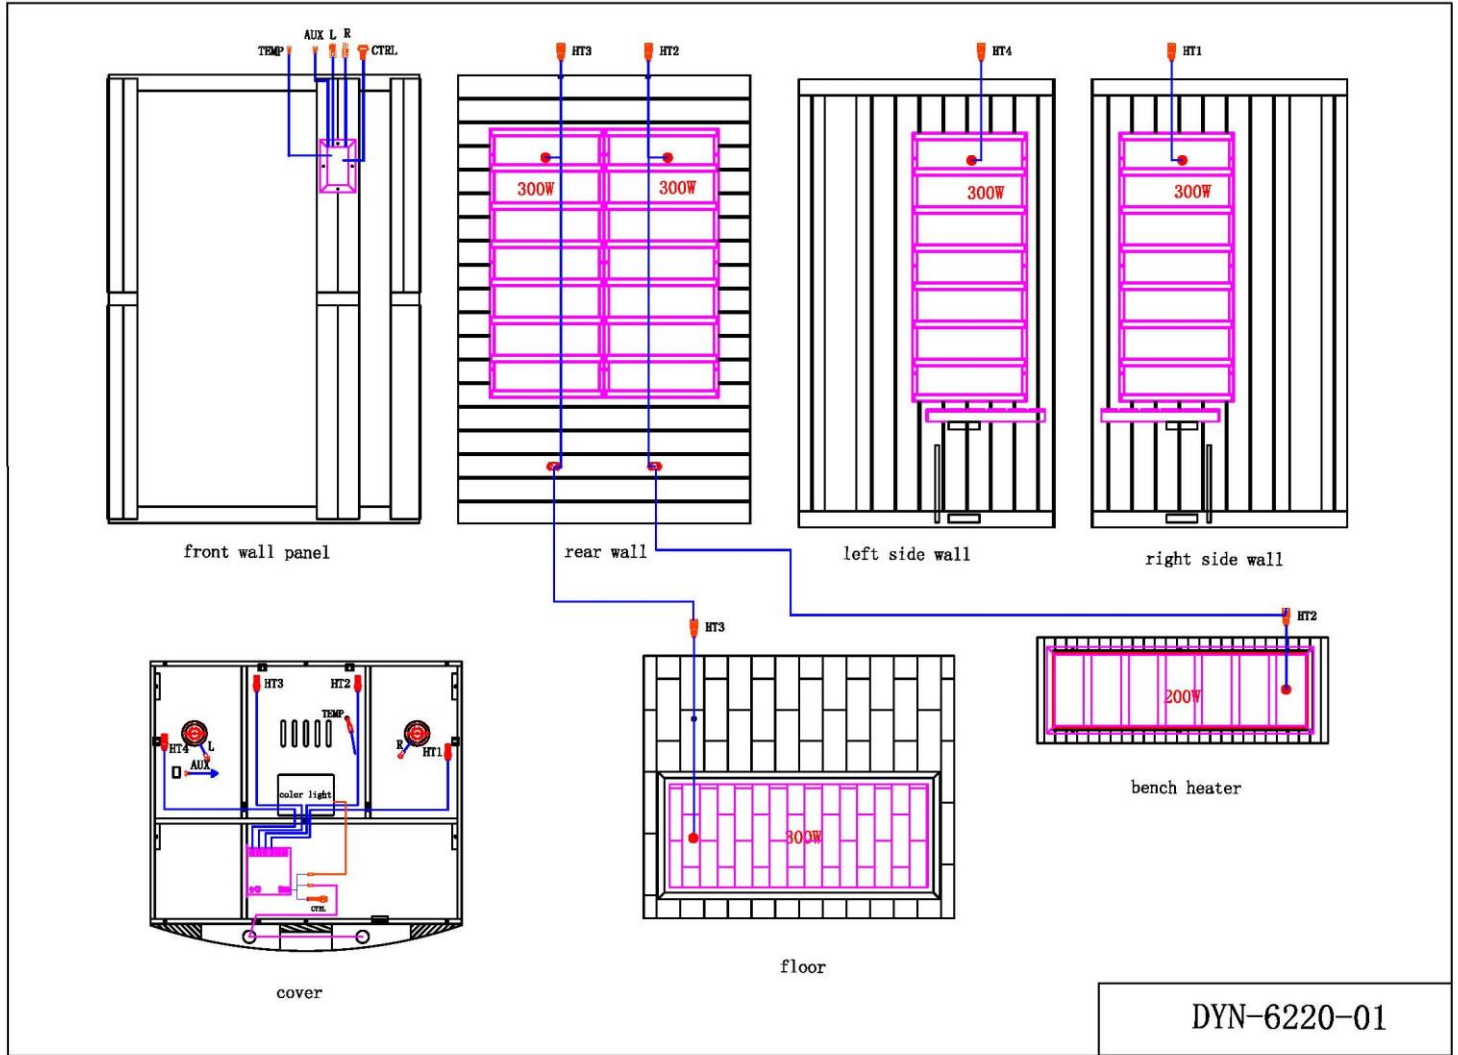 TEMP AUX L R CTRL
HT3 HT2
HT4
HT1
300W 300W
300W
300W
front wall panel
rear wall
left side wall
right side wall
HT3
HT2
HT3 HT2
TEMP
HT4 L
R HT1
AUX
color light
CTRL
300W
200W
bench heater
floor
cover
DYN-6220-01